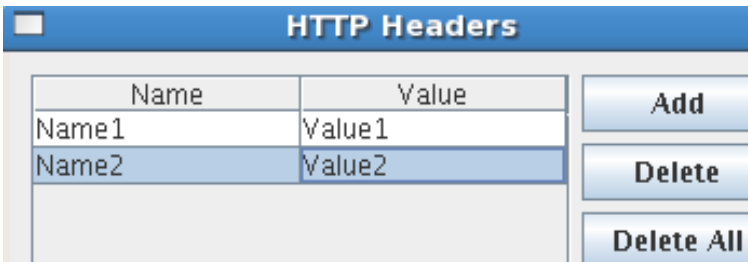 HTTP Headers
Name Value
Name1 Value1
Name2 Value2
Add
Delete
Delete All